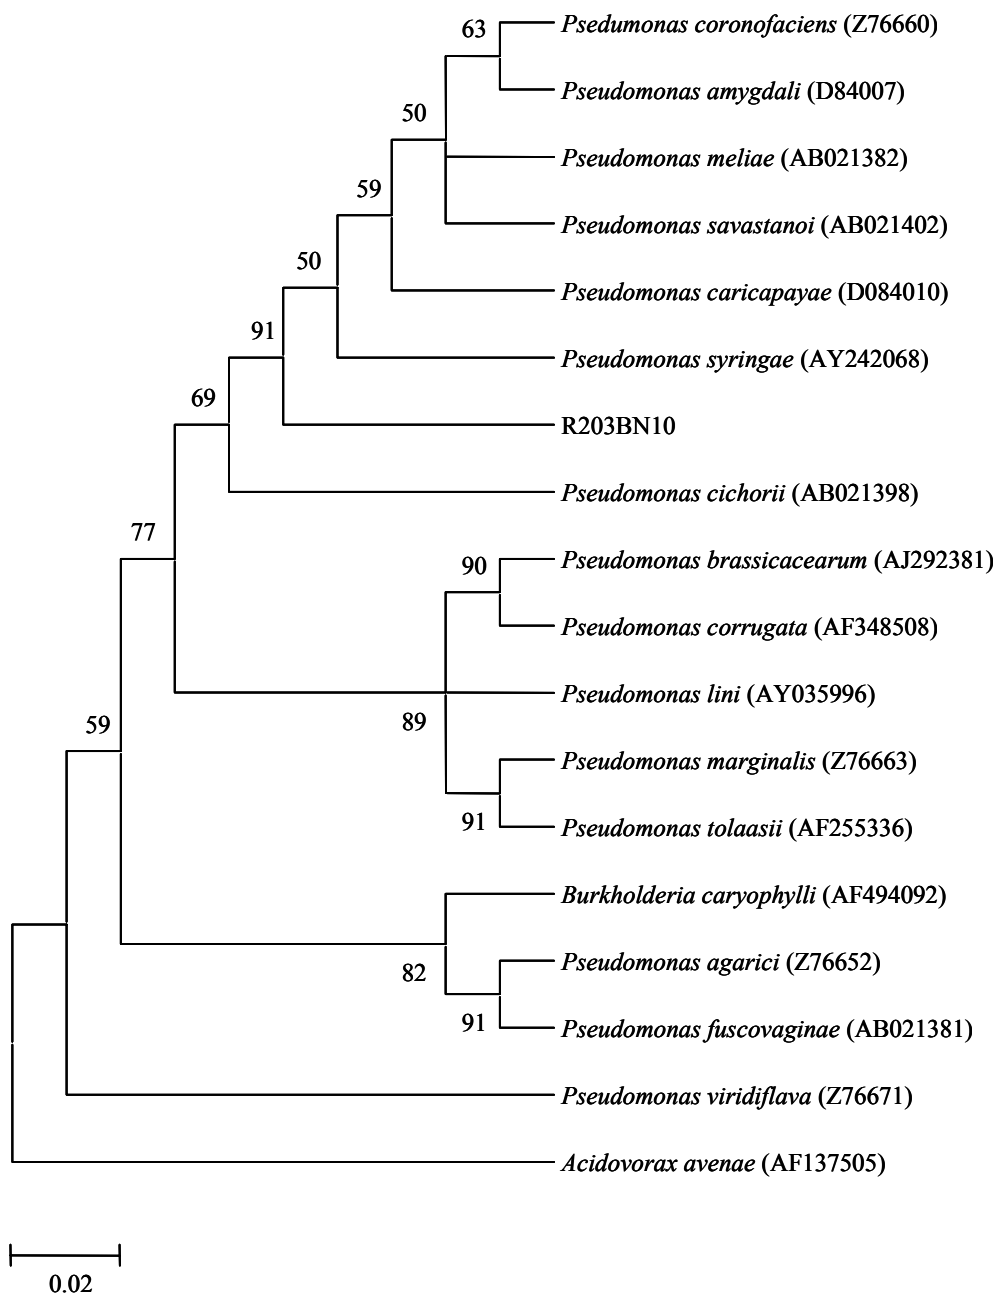 63
Psedumonas coronofaciens (Z76660)
Pseudomonas amygdali (D84007)
50
Pseudomonas meliae (AB021382)
59
Pseudomonas savastanoi (AB021402)
50
Pseudomonas caricapayae (D084010)
91
Pseudomonas syringae (AY242068)
69
R203BN10
Pseudomonas cichorii (AB021398)
77
90
Pseudomonas brassicacearum (AJ292381)
Pseudomonas corrugata (AF348508)
Pseudomonas lini (AY035996)
59
89
Pseudomonas marginalis (Z76663)
91
Pseudomonas tolaasii (AF255336)
Burkholderia caryophylli (AF494092)
Pseudomonas agarici (Z76652)
82
91
Pseudomonas fuscovaginae (AB021381)
Pseudomonas viridiflava (Z76671)
Acidovorax avenae (AF137505)
0.02